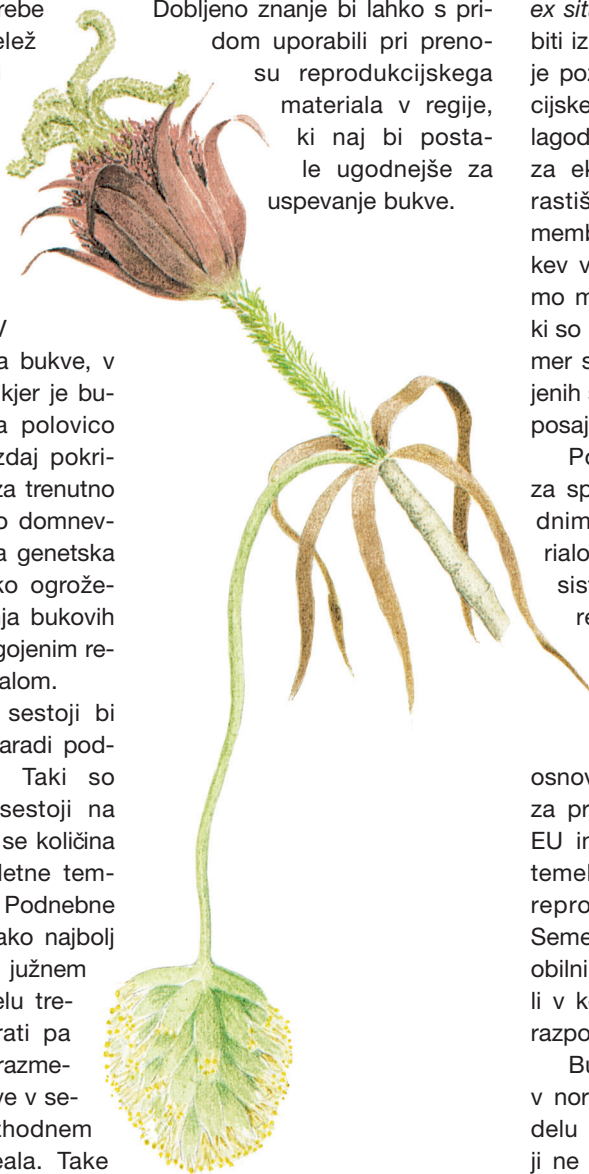 rebe
elež
V
a bukve, v
kjer je bu-
a polovico
zdaj pokri-
za trenutno
o domnev-
a genetska
ko ogrože-
ja bukovih
gojenim re-
alom.
sestoji bi
aradi pod-
Taki so
sestoji na
se količina
letne tem-
Podnebne
ako najbolj
južnem
elu tre-
rati pa
razme-
ve v se-
hodnem
eala. Take
Dobljeno znanje bi lahko s pri-
dom uporabili pri preno-
su reprodukcijskega
materiala v regije,
ki naj bi posta-
le ugodnejše za
uspevanje bukve.
ex situ
biti iz
je poz
cijske
lagod
za ek
rastiš
memb
kev v
mo m
ki so
mer s
jenih s
posaj
Po
za sp
dnim
rialo
sist
re
osnov
za pr
EU in
temel
repro
Seme
obilni
li v k
razpo
Bu
v nor
delu
ji ne